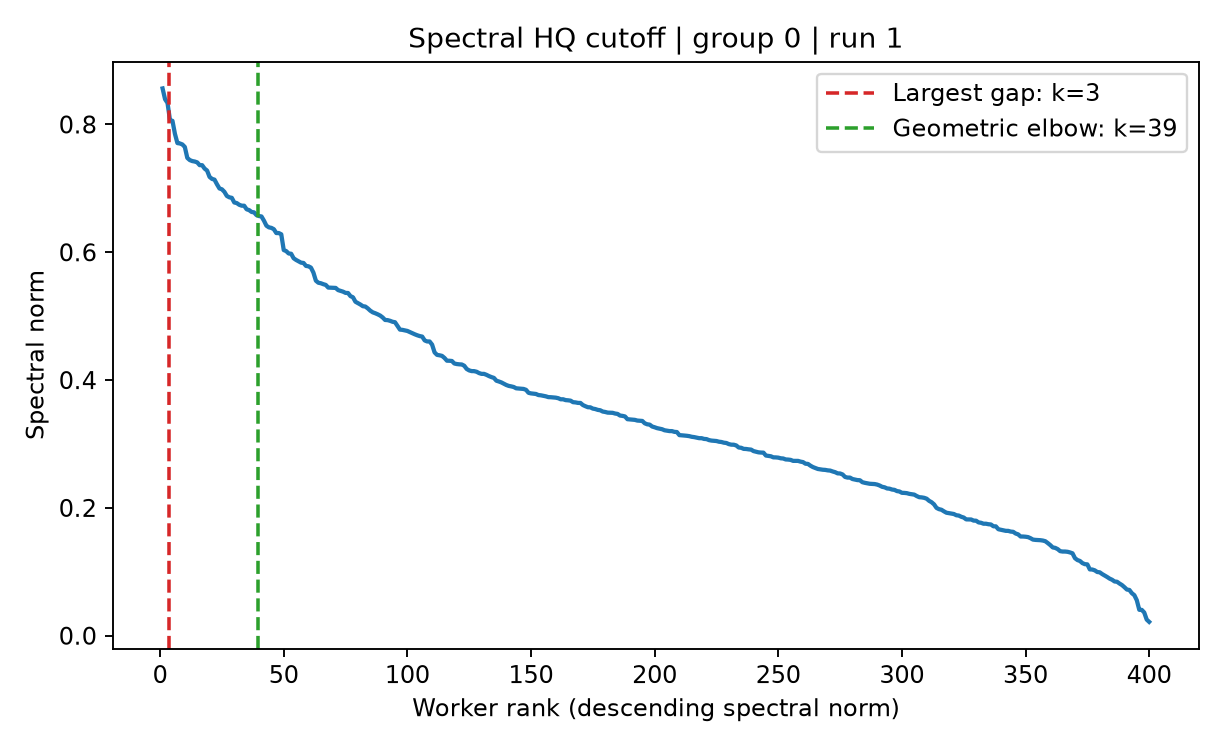 Spectral HQ cutoff | group 0 | run 1
Largest gap: k=3
Geometric elbow: k=39
Spectral norm
0.8
0.6
0.4
0.2
0.0
0 50 100 150 200 250 300 350 400
Worker rank (descending spectral norm)